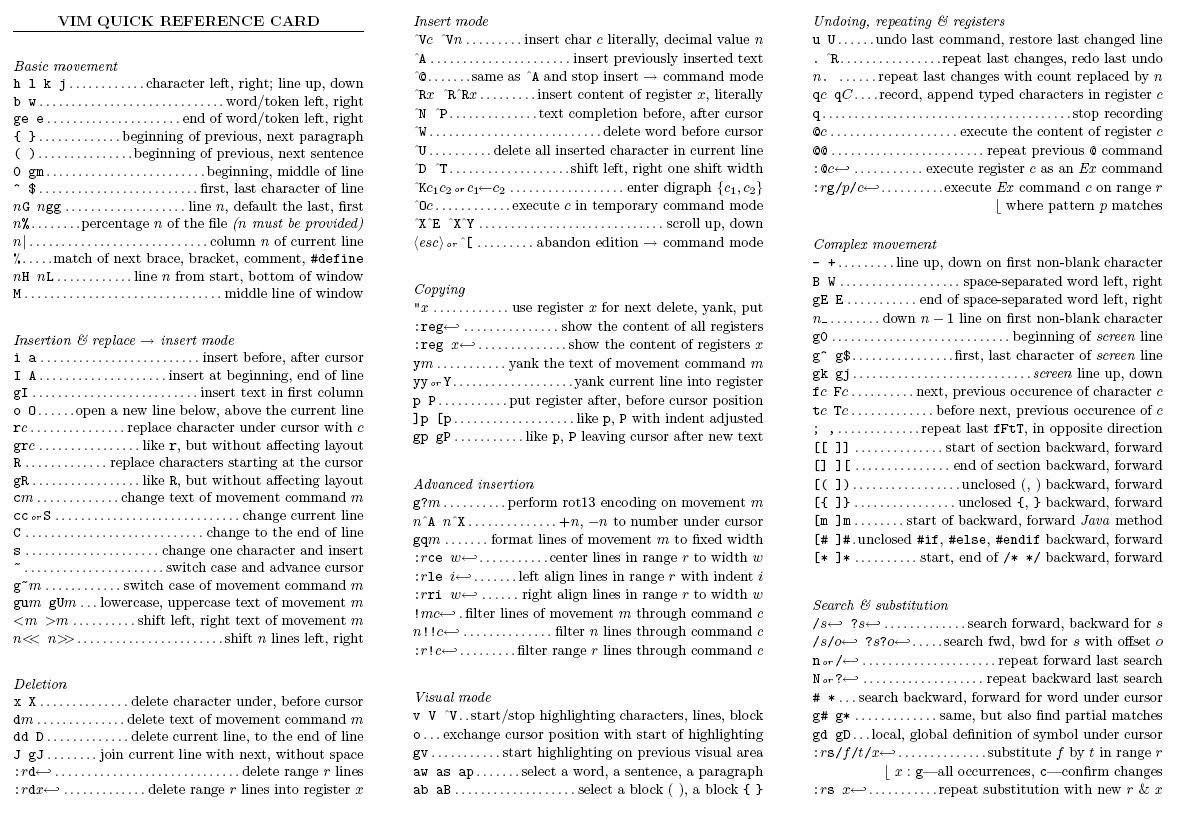 VIM QUICK REFERENCE CARD
Basic movement
h l k j............character left, right; line up, down
b w............................word/token left, right
ge e.....................end of word/token left, right
{ }............beginning of previous, next paragraph
( )..............beginning of previous, next sentence
0 gm........................beginning, middle of line
^ $.........................first, last character of line
nG ngg...................line n, default the last, first
n%........percentage n of the file (n must be provided)
n|...........................column n of current line
%.....match of next brace, bracket, comment, #define
nH nL............line n from start, bottom of window
M..............................middle line of window
Insertion & replace → insert mode
i a.........................insert before, after cursor
I A....................insert at beginning, end of line
gI.........................insert text in first column
o O......open a new line below, above the current line
rc...............replace character under cursor with c
grc................like r, but without affecting layout
R.............replace characters starting at the cursor
gR.................like R, but without affecting layout
cm.............change text of movement command m
cc or S............................change current line
C.............................change to the end of line
s......................change one character and insert
~......................switch case and advance cursor
g~m............switch case of movement command m
gum gUm...lowercase, uppercase text of movement m
<m >m..........shift left, right text of movement m
n<< n>>......................shift n lines left, right
Deletion
x X..............delete character under, before cursor
dm..............delete text of movement command m
dd D.............delete current line, to the end of line
J gJ........join current line with next, without space
:rd↩............................delete range r lines
:rdx↩.............delete range r lines into register x
Insert mode
^Vc ^Vn.........insert char c literally, decimal value n
^A......................insert previously inserted text
^@.......same as ^A and stop insert → command mode
^Rx ^R^Rx.............insert content of register x, literally
^N ^P..................text completion before, after cursor
^W..........................delete word before cursor
^U...........delete all inserted character in current line
^D ^T..................shift left, right one shift width
^Kc₁c₂ or c₁←c₂.................enter digraph {c₁,c₂}
^Oc............execute c in temporary command mode
^X^E ^X^Y............................scroll up, down
⟨esc⟩ or ^[.........abandon edition → command mode
Copying
"x............use register x for next delete, yank, put
:reg↩...............show the content of all registers
:reg x↩..............show the content of registers x
ym...........yank the text of movement command m
yy or Y..................yank current line into register
p P..........put register after, before cursor position
]p [p...................like p, P with indent adjusted
gp gP...........like p, P leaving cursor after new text
Advanced insertion
g?m..........perform rot13 encoding on movement m
n^A n^X.............+n, −n to number under cursor
gqm.......format lines of movement m to fixed width
:rce w↩..........center lines in range r to width w
:rle i↩.......left align lines in range r with indent i
:rri w↩......right align lines in range r to width w
!mc↩.filter lines of movement m through command c
n!!c↩..............filter n lines through command c
:r!c↩.........filter range r lines through command c
Visual mode
v V ^V..start/stop highlighting characters, lines, block
o...exchange cursor position with start of highlighting
gv...........start highlighting on previous visual area
aw as ap.......select a word, a sentence, a paragraph
ab aB...................select a block ( ), a block { }
Undoing, repeating & registers
u U......undo last command, restore last changed line
. ^R................repeat last changes, redo last undo
n. ......repeat last changes with count replaced by n
qc qC....record, append typed characters in register c
q......................................stop recording
@c.....................execute the content of register c
@@.........................repeat previous @ command
:@c↩............execute register c as an Ex command
:rg/p/c↩..........execute Ex command c on range r
⌊ where pattern p matches
Complex movement
- +.........line up, down on first non-blank character
B W...................space-separated word left, right
gE E...........end of space-separated word left, right
n_........down n − 1 line on first non-blank character
g0...............................beginning of screen line
g^ g$................first, last character of screen line
gk gj...........................screen line up, down
fc Fc..........next, previous occurence of character c
tc Tc.............before next, previous occurence of c
; ,.............repeat last fFtT, in opposite direction
[[ ]]..............start of section backward, forward
[] ][...............end of section backward, forward
[( ])..................unclosed (, ) backward, forward
[{ ]}.................unclosed {, } backward, forward
[m ]m........start of backward, forward Java method
[# ]#.unclosed #if, #else, #endif backward, forward
[* ]*..........start, end of /* */ backward, forward
Search & substitution
/s↩ ?s↩.............search forward, backward for s
/s/o↩ ?s?o↩.....search fwd, bwd for s with offset o
n or /↩.....................repeat forward last search
N or ?↩...................repeat backward last search
# *...search backward, forward for word under cursor
g# g*.............same, but also find partial matches
gd gD...local, global definition of symbol under cursor
:rs/f/t/x↩..............substitute f by t in range r
⌊ x : g—all occurrences, c—confirm changes
:rs x↩...........repeat substitution with new r & x